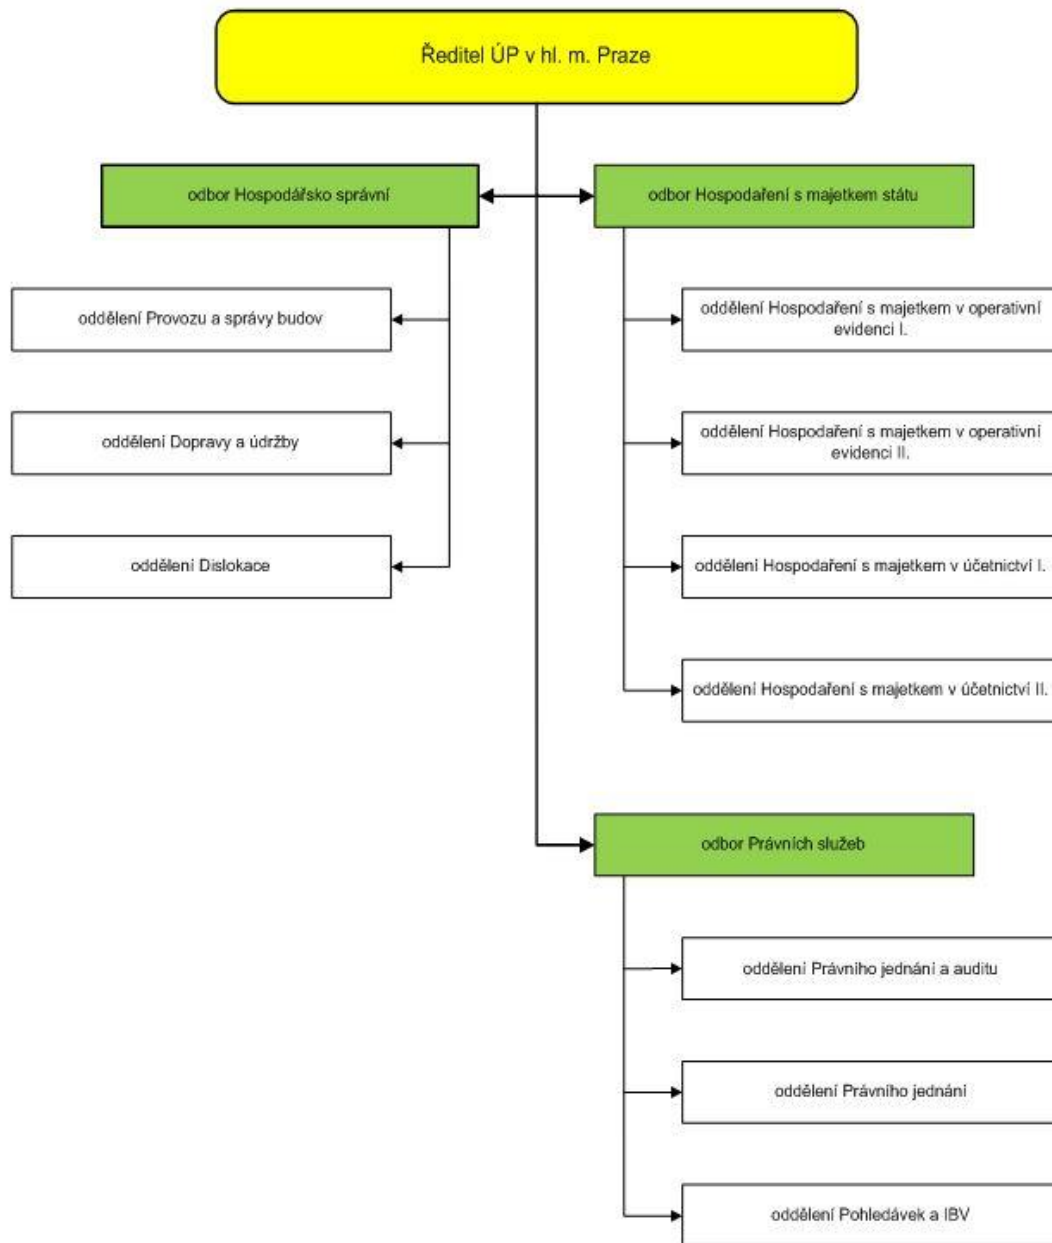 Ředitel ÚP v hl. m. Praze
odbor Hospodářsko správní
odbor Hospodaření s majetkem státu
oddělení Provozu a správy budov
oddělení Hospodaření s majetkem v operativní
evidenci I.
oddělení Dopravy a údržby
oddělení Hospodaření s majetkem v operativní
evidenci II.
oddělení Dislokace
oddělení Hospodaření s majetkem v účetnictví I.
oddělení Hospodaření s majetkem v účetnictví II.
odbor Právních služeb
oddělení Právního jednání a auditu
oddělení Právního jednání
oddělení Pohledávek a IBV